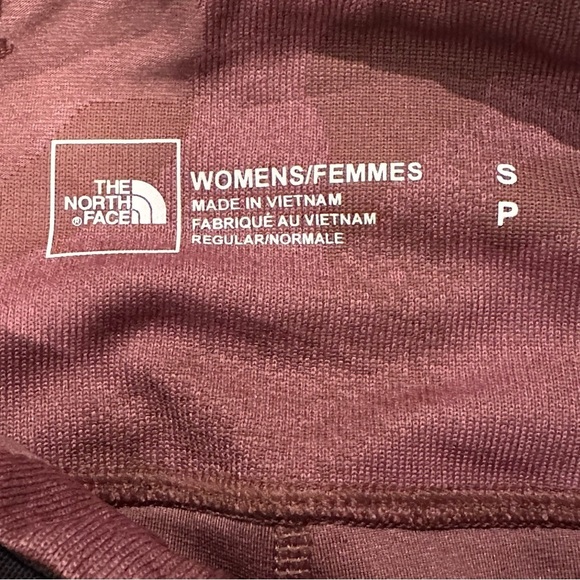 THE
NORTH
®FACE
WOMENS/FEMMES
MADE IN VIETNAM
FABRIQUÉ AU VIETNAM
REGULAR/NORMALE
S
P